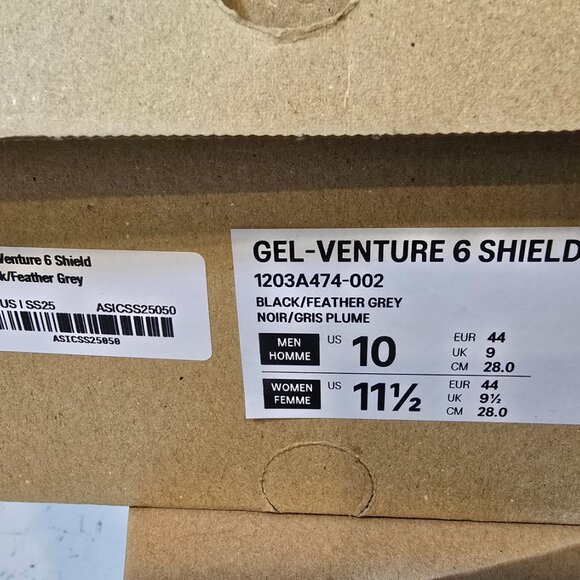 Venture 6 Shield
k/Feather Grey
US | SS25 ASICSS25050
ASICSS25050
GEL-VENTURE 6 SHIELD
1203A474-002
BLACK/FEATHER GREY
NOIR/GRIS PLUME
MEN HOMME US 10 EUR 44 UK 9 CM 28.0
WOMEN FEMME US 11½ EUR 44 UK 9½ CM 28.0